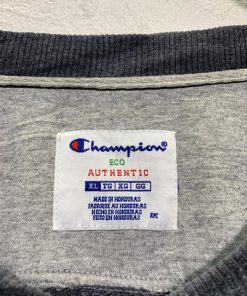 Champion
ECO
AUTHENTIC
XL TG XG GG
MADE IN HONDURAS
FABRIQUÉ AU HONDURAS
HECHO EN HONDURAS
FEITO EM HONDURAS
RPC